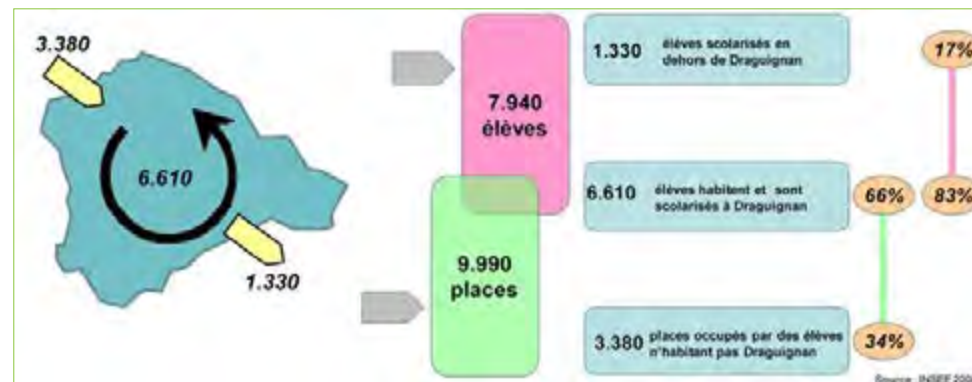 3.380
6.610
1.330
7.940
élèves
9.990
places
1.330 élèves scolarisés en
dehors de Draguignan
6.610 élèves habitent et sont
scolarisés à Draguignan
3.380 places occupés par des élèves
n'habitant pas Draguignan
17%
66% 83%
34%
Source : INSEE